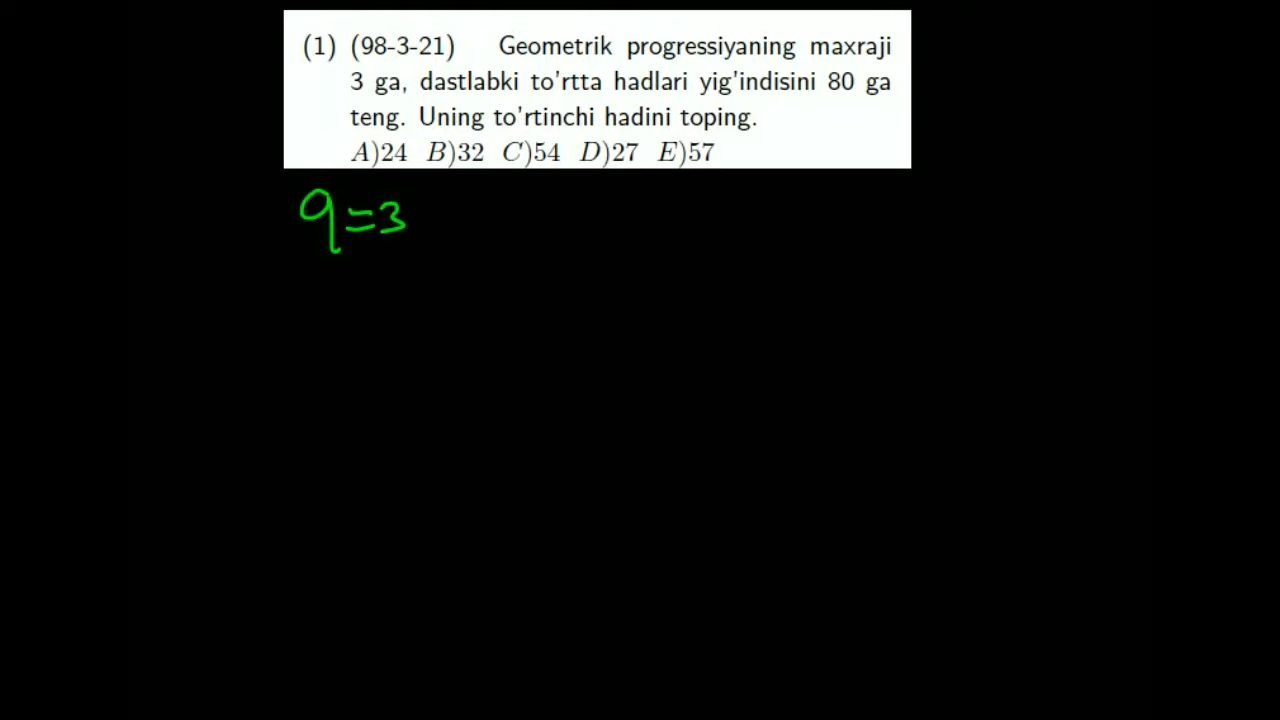 (1) (98-3-21) Geometrik progressiyaning maxraji
3 ga, dastlabki to'rtta hadlari yig'indisini 80 ga
teng. Uning to'rtinchi hadini toping.
A)24 B)32 C)54 D)27 E)57
q=3